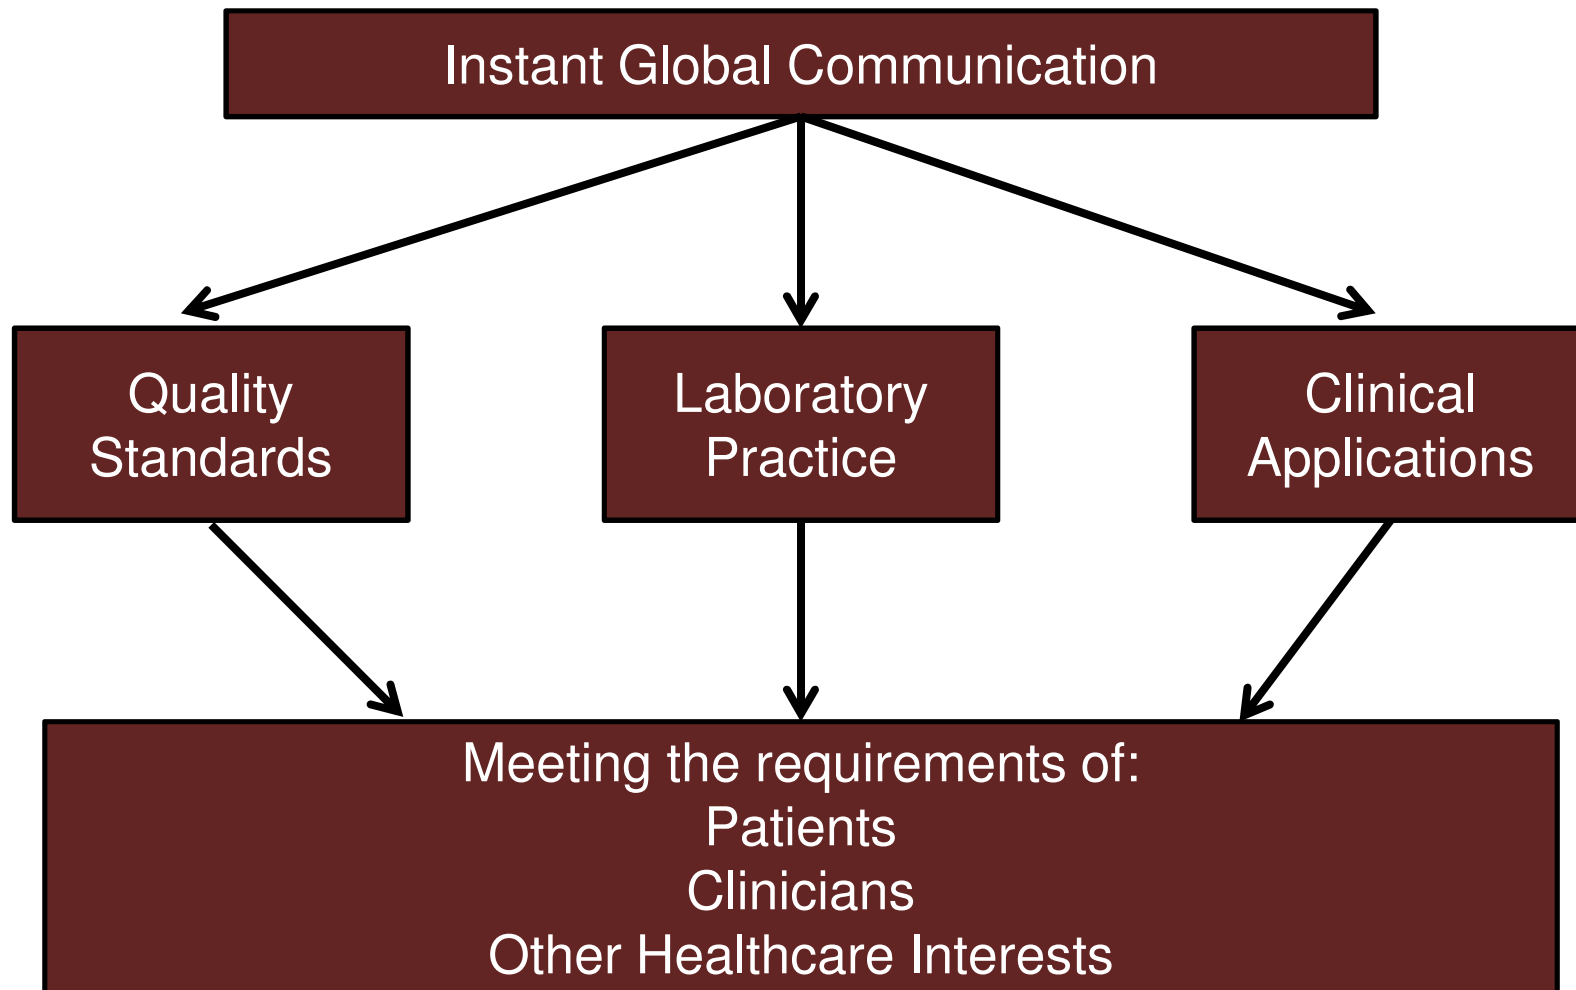 Instant Global Communication
Quality
Standards
Laboratory
Practice
Clinical
Applications
Meeting the requirements of:
Patients
Clinicians
Other Healthcare Interests